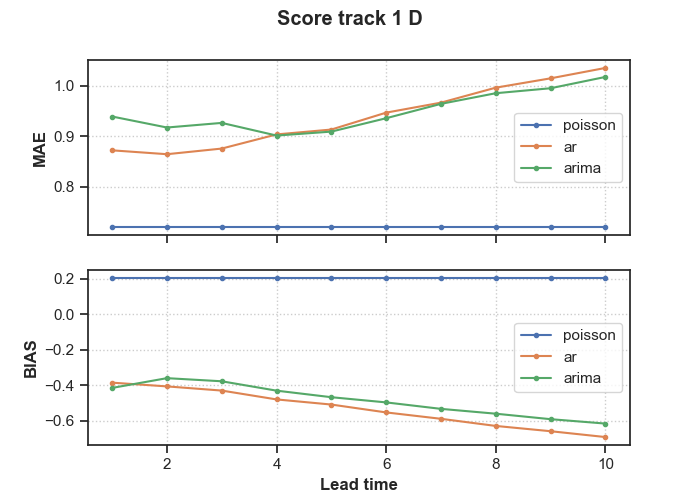 Score track 1 D
MAE
1.0
0.9
0.8
poisson
ar
arima
BIAS
0.2
0.0
−0.2
−0.4
−0.6
poisson
ar
arima
2 4 6 8 10
Lead time